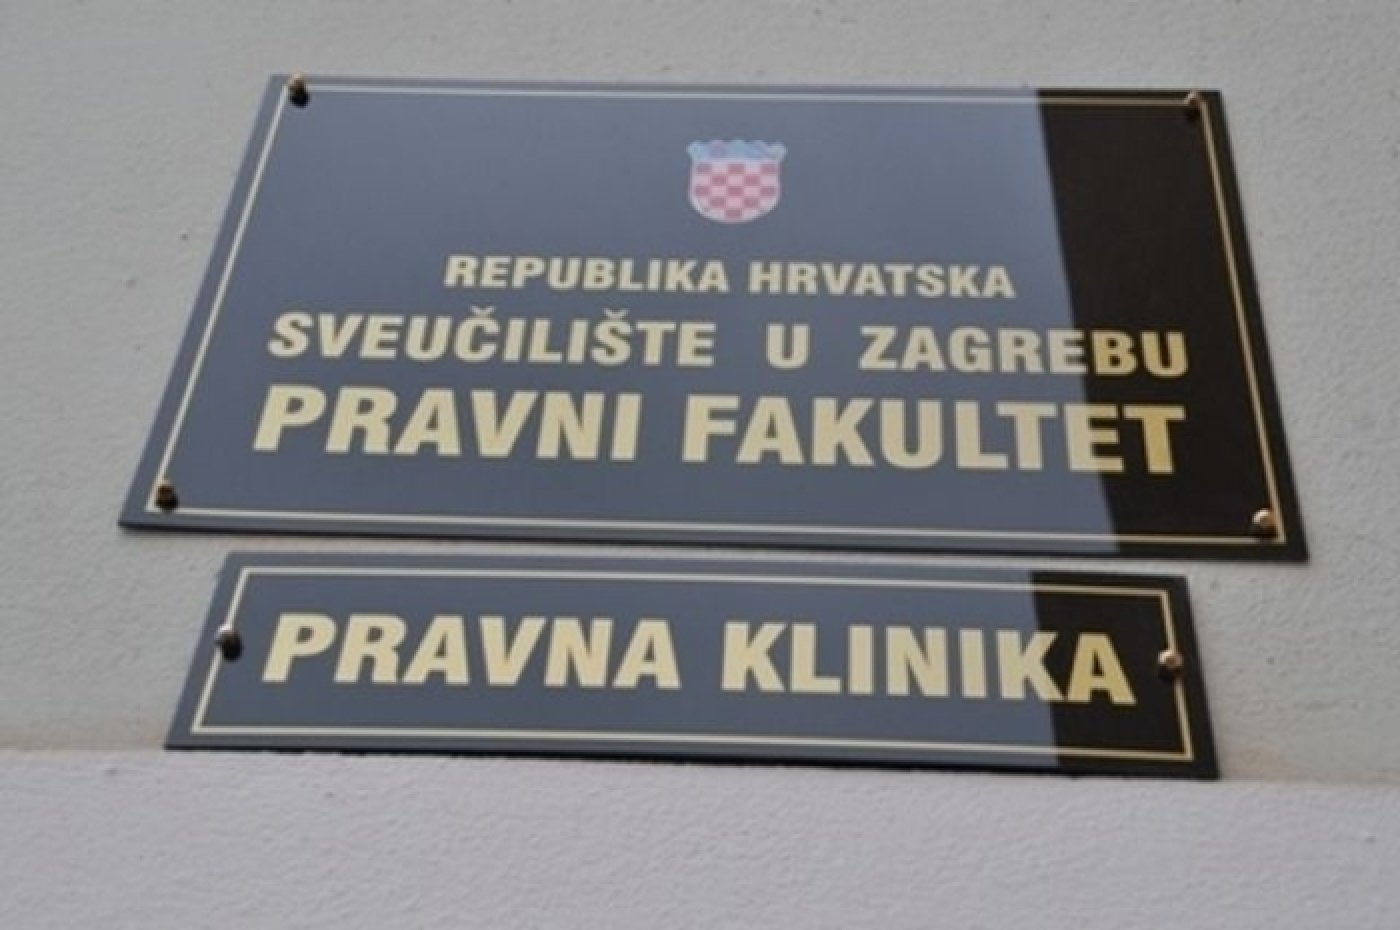 REPUBLIKA HRVATSKA
SVEUČILIŠTE U ZAGREBU
PRAVNI FAKULTET
PRAVNA KLINIKA